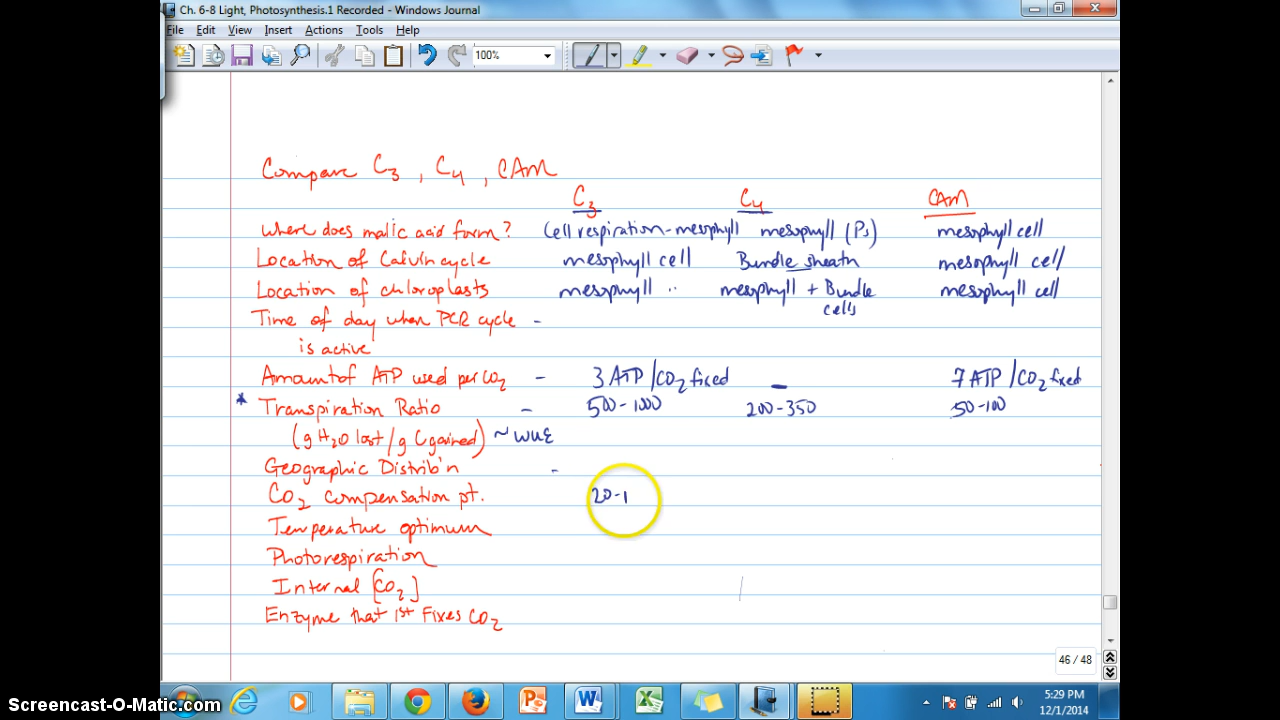 Ch. 6-8 Light, Photosynthesis.1 Recorded - Windows Journal
File Edit View Insert Actions Tools Help
100%
Compare C3, C4, CAM
C3 C4 CAM
Where does malic acid form? Cell respiration-mesophyll mesophyll (Ps) mesophyll cell
Location of Calvin cycle mesophyll cell Bundle sheath mesophyll cell
Location of chloroplasts mesophyll " mesophyll + Bundle mesophyll cell
cells
Time of day when PCR cycle -
is active
Amount of ATP used per CO2 - 3 ATP/CO2 fixed - 7 ATP/CO2 fixed
* Transpiration Ratio - 500-1000 200-350 50-100
(g H2O lost/g C gained) ~ WUE
Geographic Distrib'n -
CO2 compensation pt. 20-1
Temperature optimum
Photorespiration
Internal [CO2]
Enzyme that 1st Fixes CO2
46 / 48
5:29 PM
12/1/2014
Screencast-O-Matic.com